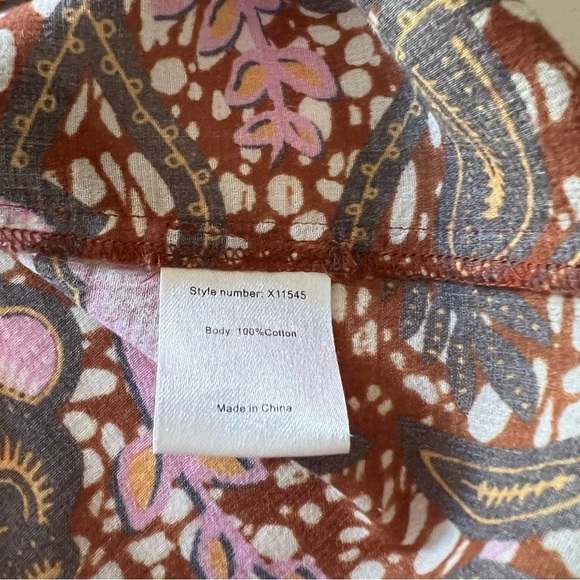 Style number: X11545
Body: 100%Cotton
Made in China